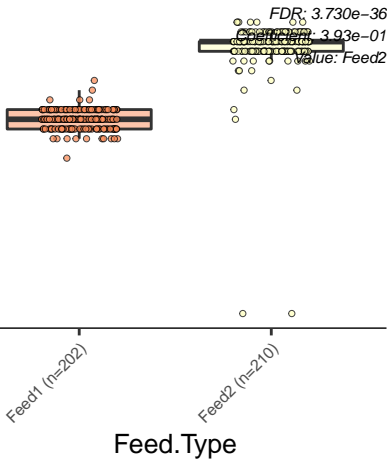 FDR: 3.730e-36
Coefficient: 3.93e-01
Value: Feed2
Feed1 (n=202)
Feed2 (n=210)
Feed.Type